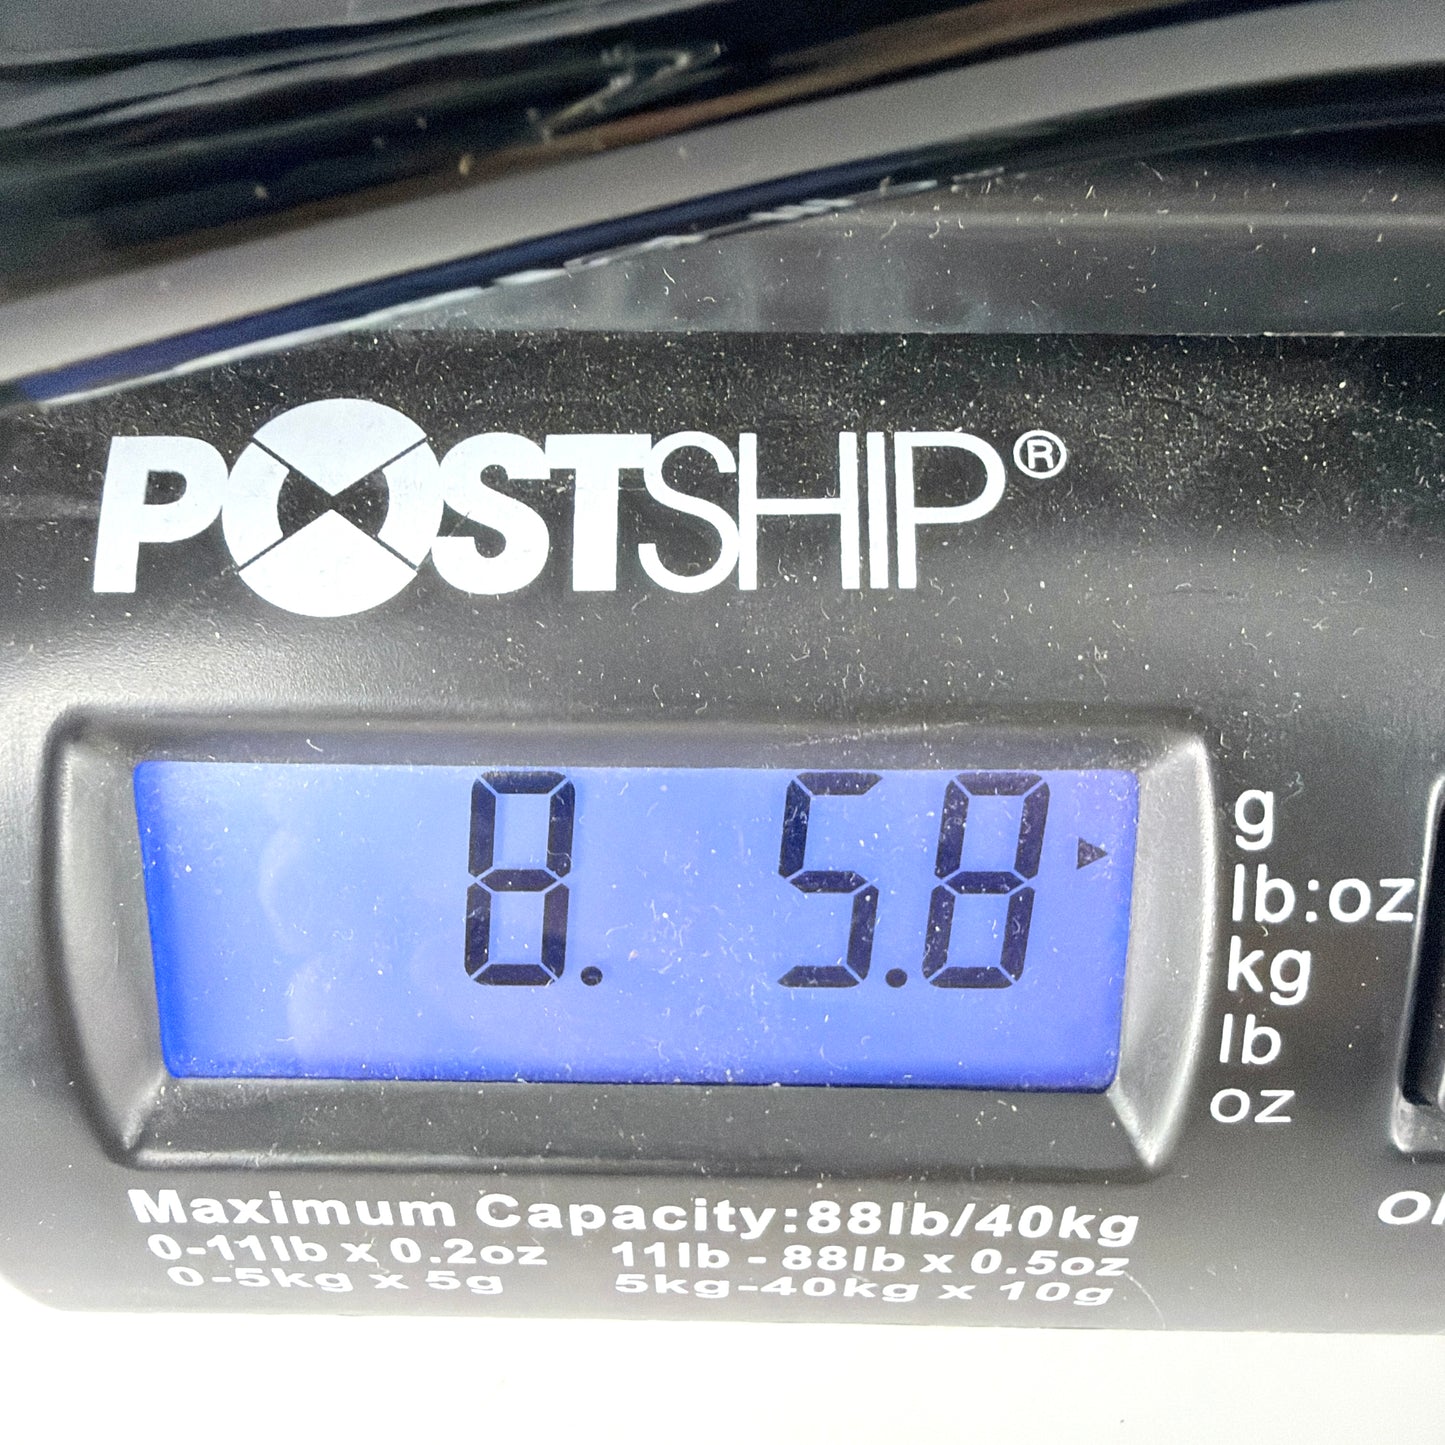 POSTSHIP®
8. 5.8
g
lb:oz
kg
lb
oz
Maximum Capacity:88lb/40kg
0-11lb x 0.2oz 11lb - 88lb x 0.5oz
0-5kg x 5g 5kg-40kg x 10g